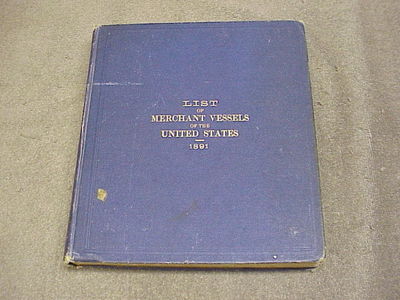 LIST
OF
MERCHANT VESSELS
OF THE
UNITED STATES
1891